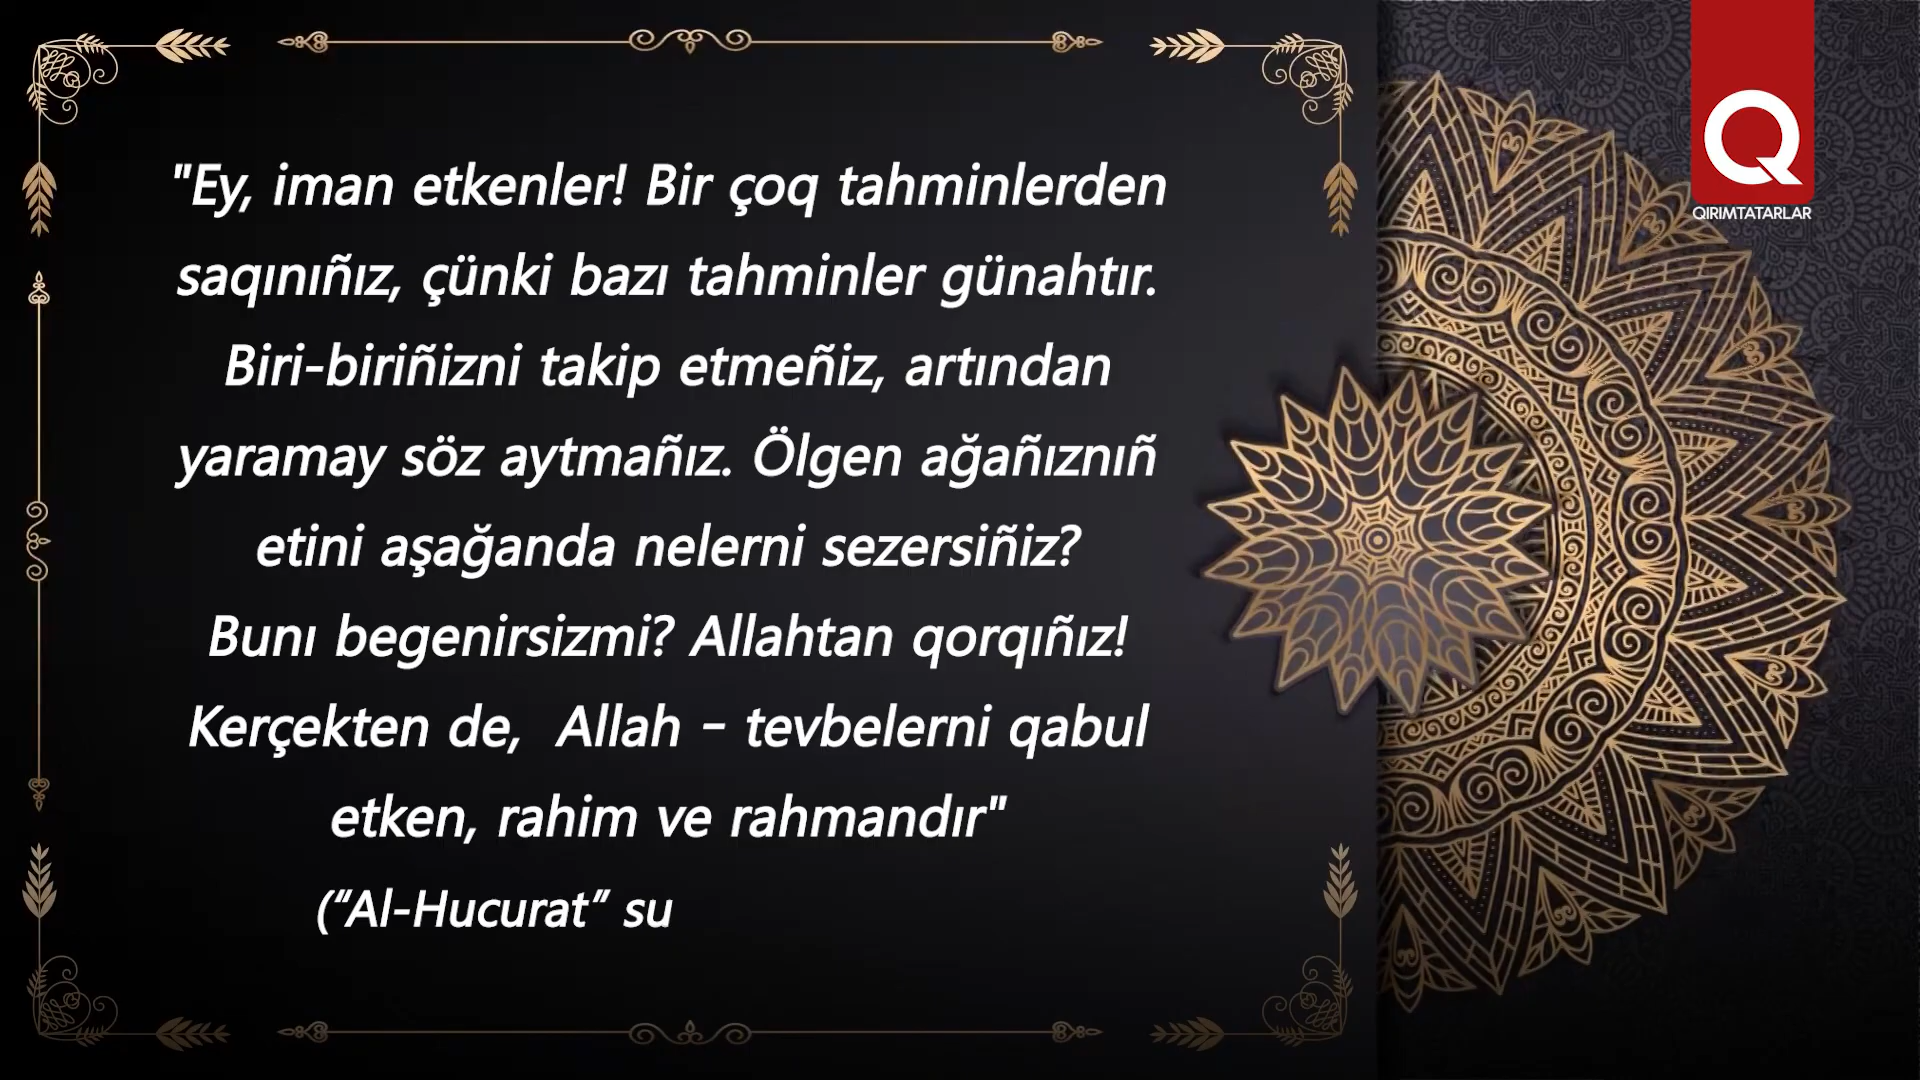 "Ey, iman etkenler! Bir çoq tahminlerden
saqınıñız, çünki bazı tahminler günahtır.
Biri-biriñizni takip etmeñiz, artından
yaramay söz aytmañız. Ölgen ağañıznıñ
etini aşağanda nelerni sezersiñiz?
Bunı begenirsizmi? Allahtan qorqıñız!
Kerçekten de, Allah – tevbelerni qabul
etken, rahim ve rahmandır"
(“Al-Hucurat” su
Q
QIRIMTATARLAR